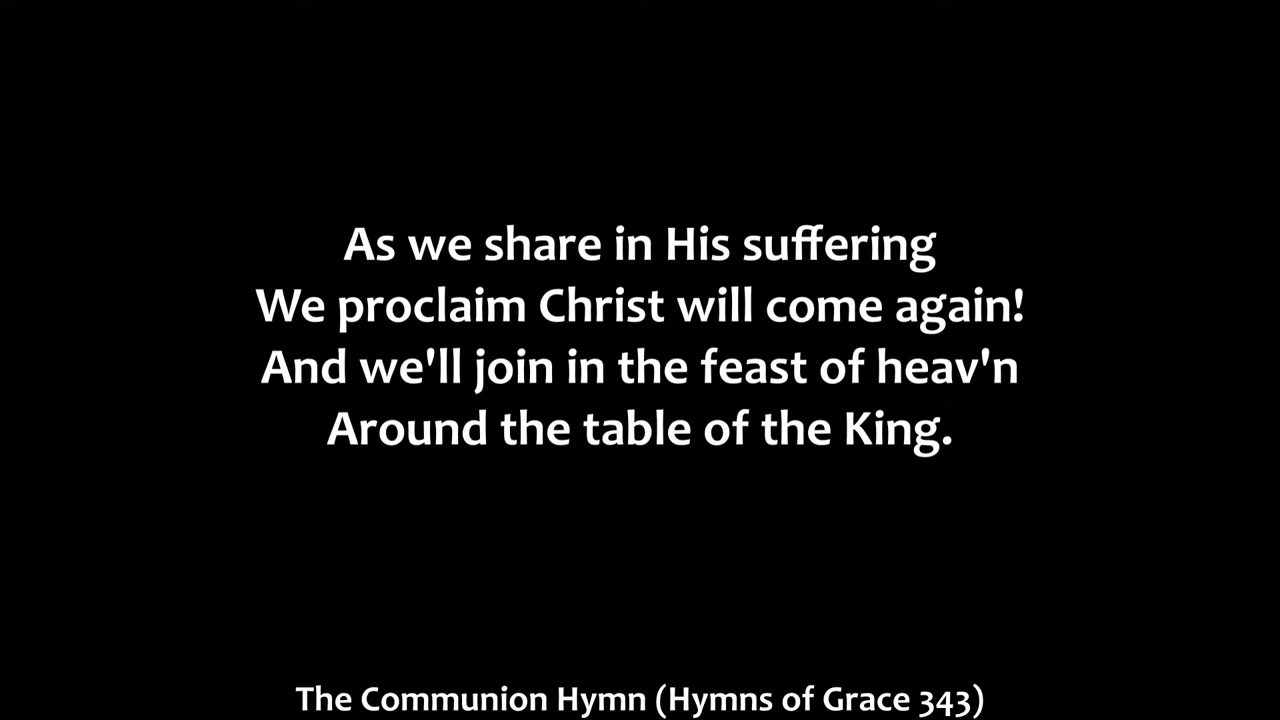 As we share in His suffering
We proclaim Christ will come again!
And we'll join in the feast of heav'n
Around the table of the King.
The Communion Hymn (Hymns of Grace 343)